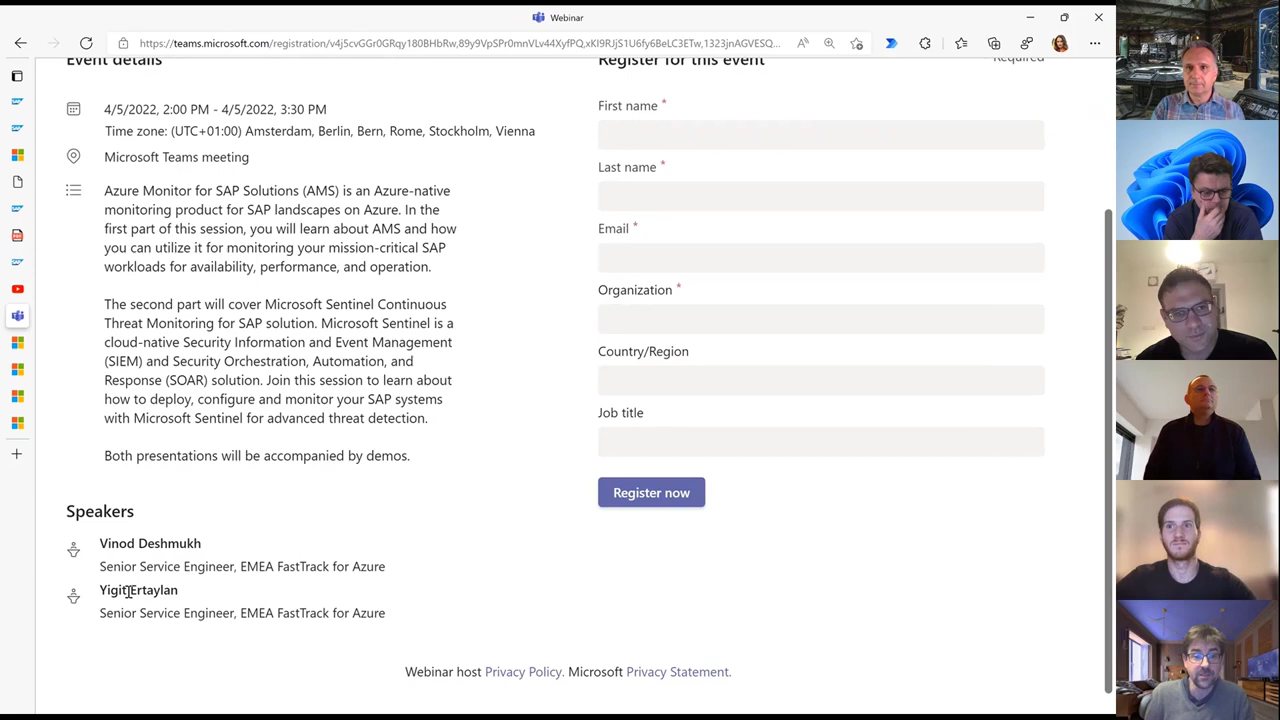 Webinar
https://teams.microsoft.com/registration/v4j5cvGGr0GRqy180BHbRw,89y9VpSPr0mnVLv44XyfPQ,xKI9RJjS1U6fy6BeLC3ETw,1323jnAGVESQ...
Event details
4/5/2022, 2:00 PM - 4/5/2022, 3:30 PM
Time zone: (UTC+01:00) Amsterdam, Berlin, Bern, Rome, Stockholm, Vienna
Microsoft Teams meeting
Azure Monitor for SAP Solutions (AMS) is an Azure-native
monitoring product for SAP landscapes on Azure. In the
first part of this session, you will learn about AMS and how
you can utilize it for monitoring your mission-critical SAP
workloads for availability, performance, and operation.
The second part will cover Microsoft Sentinel Continuous
Threat Monitoring for SAP solution. Microsoft Sentinel is a
cloud-native Security Information and Event Management
(SIEM) and Security Orchestration, Automation, and
Response (SOAR) solution. Join this session to learn about
how to deploy, configure and monitor your SAP systems
with Microsoft Sentinel for advanced threat detection.
Both presentations will be accompanied by demos.
Speakers
Vinod Deshmukh
Senior Service Engineer, EMEA FastTrack for Azure
Yigit Ertaylan
Senior Service Engineer, EMEA FastTrack for Azure
Register for this event
Required
First name *
Last name *
Email *
Organization *
Country/Region
Job title
Register now
Webinar host Privacy Policy. Microsoft Privacy Statement.